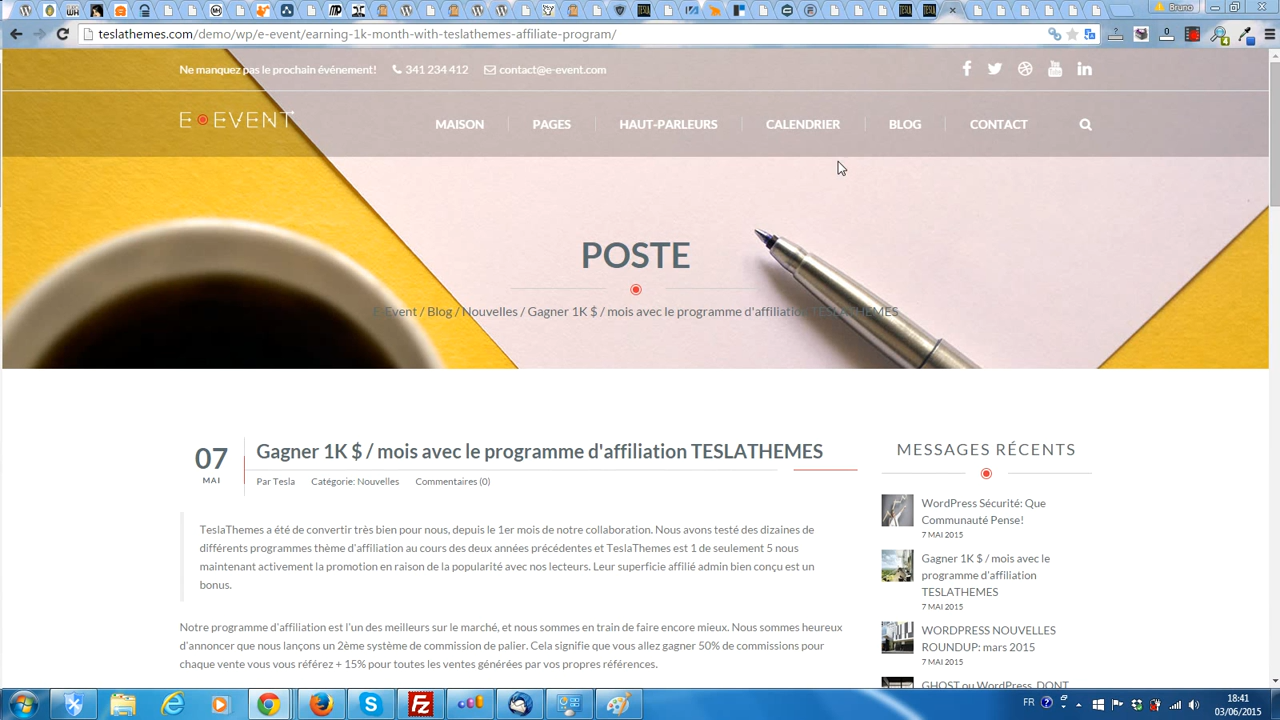 Bruno
teslathemes.com/demo/wp/e-event/earning-1k-month-with-teslathemes-affiliate-program/
Ne manquez pas le prochain événement! 341 234 412 contact@e-event.com
E EVENT
MAISON PAGES HAUT-PARLEURS CALENDRIER BLOG CONTACT
POSTE
E-Event / Blog / Nouvelles / Gagner 1K $ / mois avec le programme d'affiliation TESLATHEMES
07
MAI
Gagner 1K $ / mois avec le programme d'affiliation TESLATHEMES
Par Tesla Catégorie: Nouvelles Commentaires (0)
TeslaThemes a été de convertir très bien pour nous, depuis le 1er mois de notre collaboration. Nous avons testé des dizaines de
différents programmes thème d'affiliation au cours des deux années précédentes et TeslaThemes est 1 de seulement 5 nous
maintenant activement la promotion en raison de la popularité avec nos lecteurs. Leur superficie affilié admin bien conçu est un
bonus.
Notre programme d'affiliation est l'un des meilleurs sur le marché, et nous sommes en train de faire encore mieux. Nous sommes heureux
d'annoncer que nous lançons un 2ème système de commission de palier. Cela signifie que vous allez gagner 50% de commissions pour
chaque vente vous vous référez + 15% pour toutes les ventes générées par vos propres références.
MESSAGES RÉCENTS
WordPress Sécurité: Que
Communauté Pense!
7 MAI 2015
Gagner 1K $ / mois avec le
programme d'affiliation
TESLATHEMES
7 MAI 2015
WORDPRESS NOUVELLES
ROUNDUP: mars 2015
7 MAI 2015
GHOST ou WordPress, DONT
FR
18:41
03/06/2015